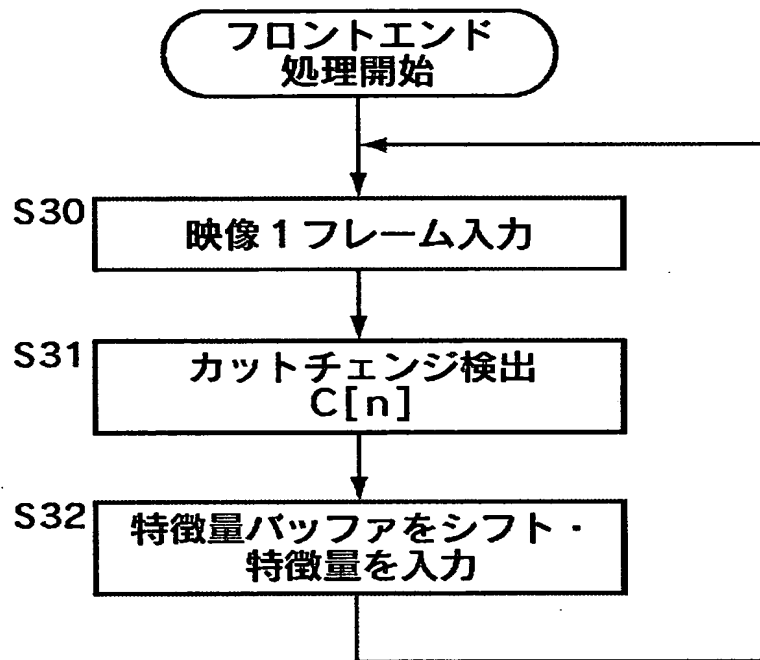 フロントエンド
処理開始
S30
映像1フレーム入力
S31
カットチェンジ検出
C[n]
S32
特徴量バッファをシフト・
特徴量を入力